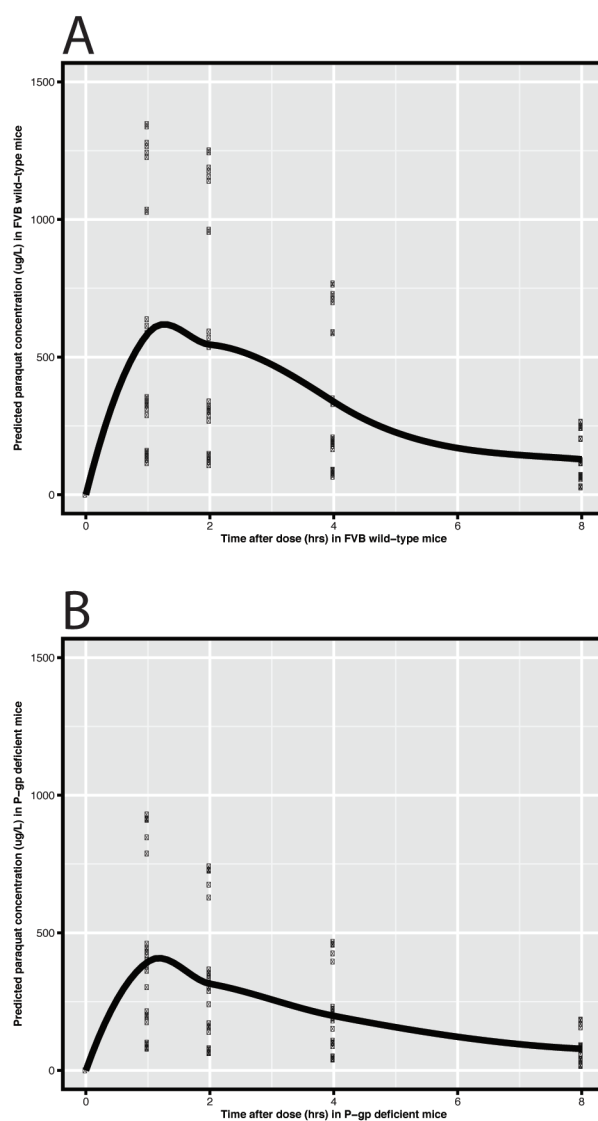 A
Predicted paraquat concentration (ug/L) in FVB wild−type mice
1500
1000
500
0
0 2 4 6 8
Time after dose (hrs) in FVB wild−type mice
B
Predicted paraquat concentration (ug/L) in P−gp deficient mice
1500
1000
500
0
0 2 4 6 8
Time after dose (hrs) in P−gp deficient mice